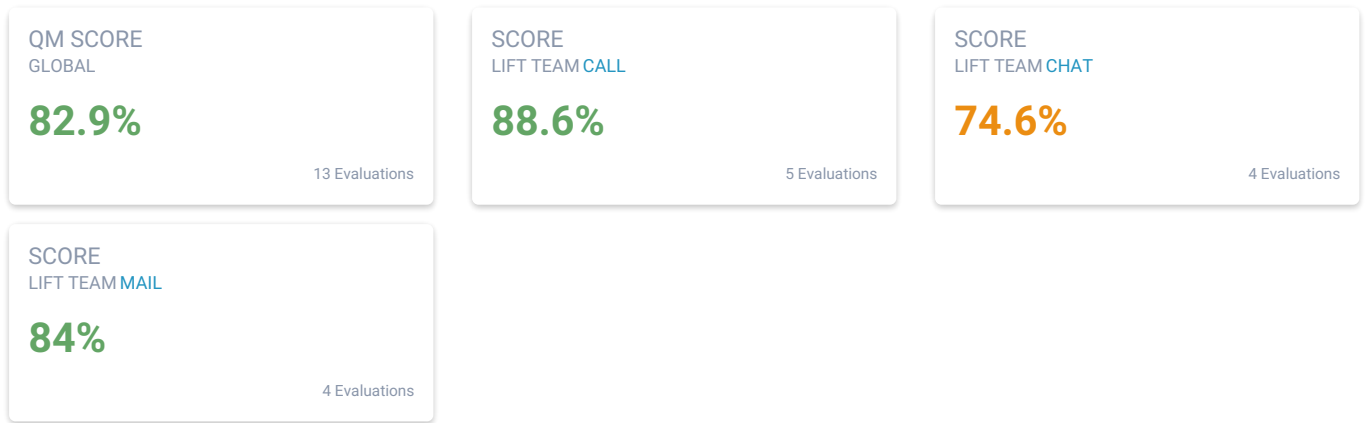 QM SCORE
GLOBAL
82.9%
13 Evaluations
SCORE
LIFT TEAM CALL
88.6%
5 Evaluations
SCORE
LIFT TEAM CHAT
74.6%
4 Evaluations
SCORE
LIFT TEAM MAIL
84%
4 Evaluations